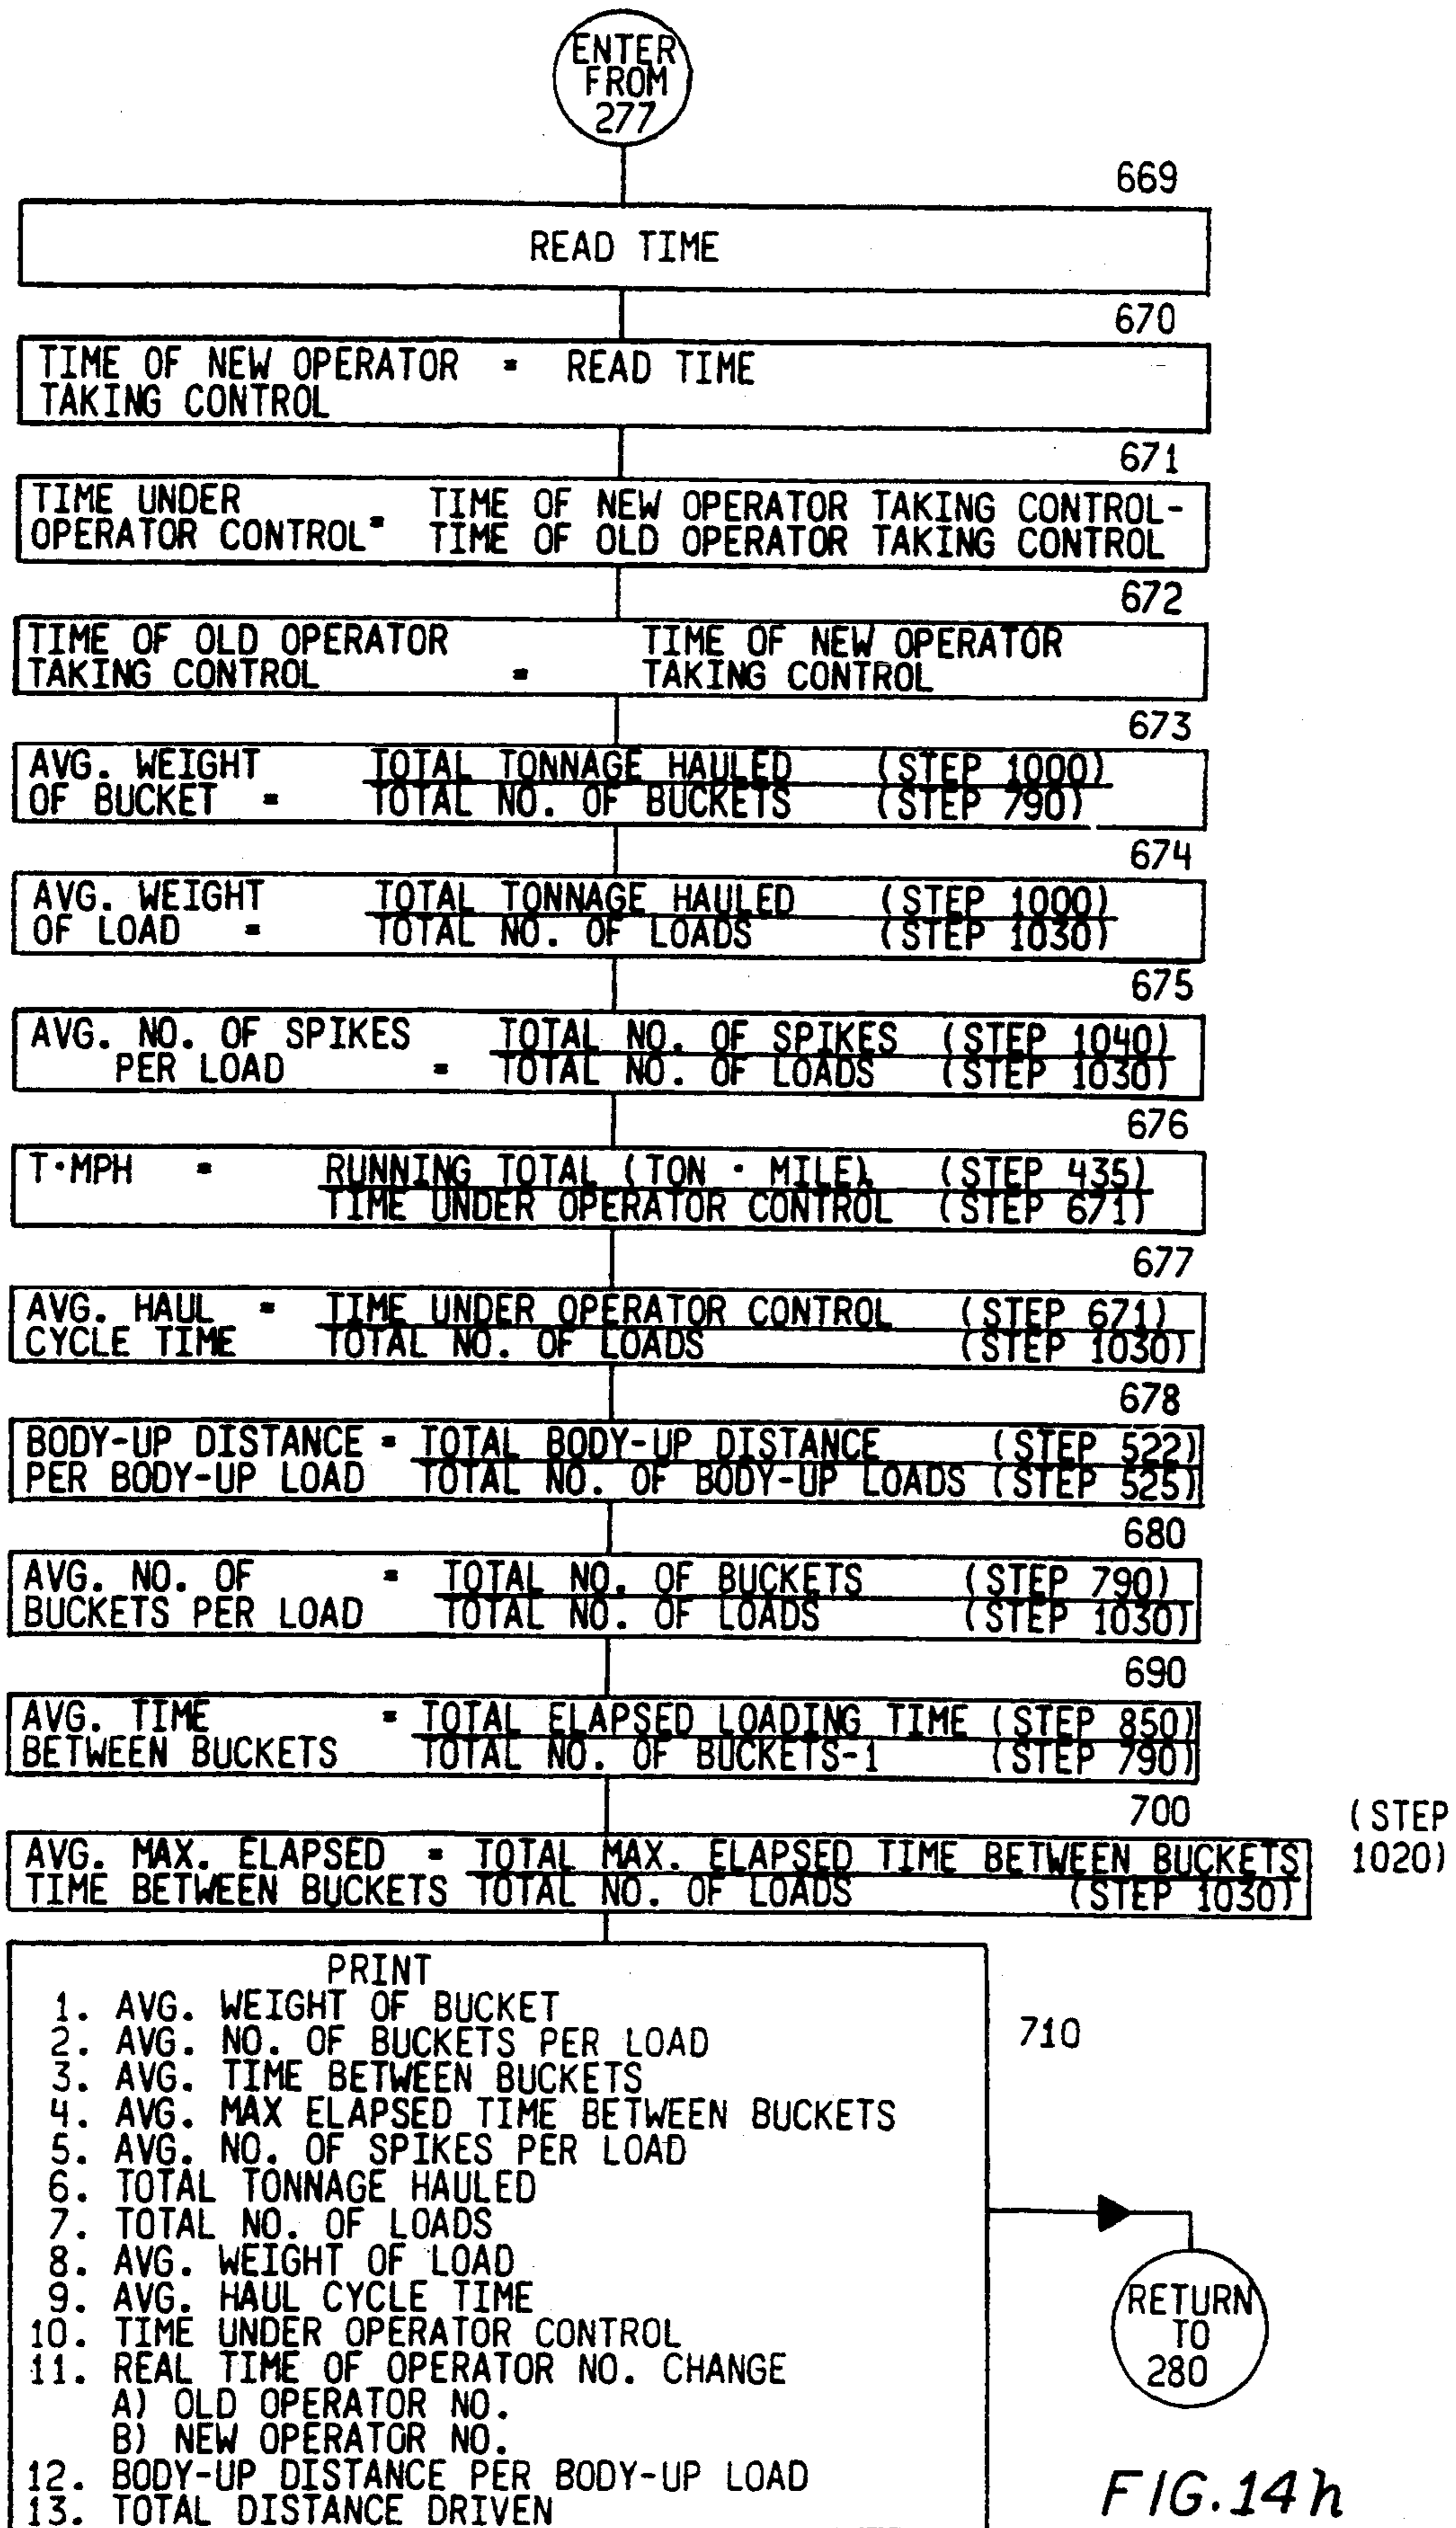 ENTER
FROM
277
669
READ TIME
670
TIME OF NEW OPERATOR = READ TIME
TAKING CONTROL
671
TIME UNDER TIME OF NEW OPERATOR TAKING CONTROL-
OPERATOR CONTROL = TIME OF OLD OPERATOR TAKING CONTROL
672
TIME OF OLD OPERATOR TIME OF NEW OPERATOR
TAKING CONTROL = TAKING CONTROL
673
AVG. WEIGHT TOTAL TONNAGE HAULED (STEP 1000)
OF BUCKET = TOTAL NO. OF BUCKETS (STEP 790)
674
AVG. WEIGHT TOTAL TONNAGE HAULED (STEP 1000)
OF LOAD = TOTAL NO. OF LOADS (STEP 1030)
675
AVG. NO. OF SPIKES TOTAL NO. OF SPIKES (STEP 1040)
PER LOAD = TOTAL NO. OF LOADS (STEP 1030)
676
T·MPH = RUNNING TOTAL (TON · MILE) (STEP 435)
TIME UNDER OPERATOR CONTROL (STEP 671)
677
AVG. HAUL = TIME UNDER OPERATOR CONTROL (STEP 671)
CYCLE TIME TOTAL NO. OF LOADS (STEP 1030)
678
BODY-UP DISTANCE = TOTAL BODY-UP DISTANCE (STEP 522)
PER BODY-UP LOAD TOTAL NO. OF BODY-UP LOADS (STEP 525)
680
AVG. NO. OF = TOTAL NO. OF BUCKETS (STEP 790)
BUCKETS PER LOAD TOTAL NO. OF LOADS (STEP 1030)
690
AVG. TIME = TOTAL ELAPSED LOADING TIME (STEP 850)
BETWEEN BUCKETS TOTAL NO. OF BUCKETS-1 (STEP 790)
700 (STEP
AVG. MAX. ELAPSED = TOTAL MAX. ELAPSED TIME BETWEEN BUCKETS 1020)
TIME BETWEEN BUCKETS TOTAL NO. OF LOADS (STEP 1030)
PRINT
1. AVG. WEIGHT OF BUCKET
2. AVG. NO. OF BUCKETS PER LOAD
710
3. AVG. TIME BETWEEN BUCKETS
4. AVG. MAX ELAPSED TIME BETWEEN BUCKETS
5. AVG. NO. OF SPIKES PER LOAD
6. TOTAL TONNAGE HAULED
7. TOTAL NO. OF LOADS
8. AVG. WEIGHT OF LOAD
9. AVG. HAUL CYCLE TIME
10. TIME UNDER OPERATOR CONTROL
11. REAL TIME OF OPERATOR NO. CHANGE
A) OLD OPERATOR NO.
B) NEW OPERATOR NO.
12. BODY-UP DISTANCE PER BODY-UP LOAD
13. TOTAL DISTANCE DRIVEN
RETURN
TO
280
FIG.14h